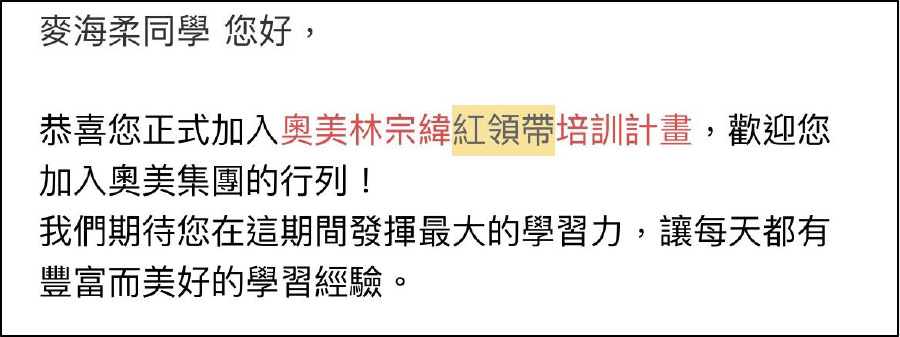 麥海柔同學 您好，
恭喜您正式加入奧美林宗緯紅領帶培訓計畫，歡迎您
加入奧美集團的行列！
我們期待您在這期間發揮最大的學習力，讓每天都有
豐富而美好的學習經驗。